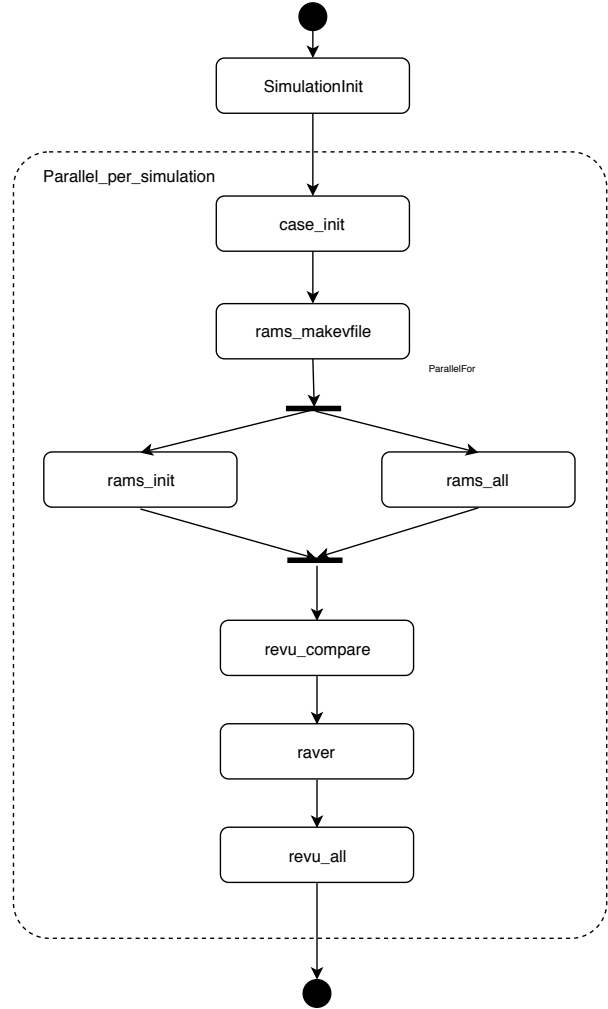 SimulationInit
Parallel_per_simulation
case_init
rams_makevfile
ParallelFor
rams_init
rams_all
revu_compare
raver
revu_all